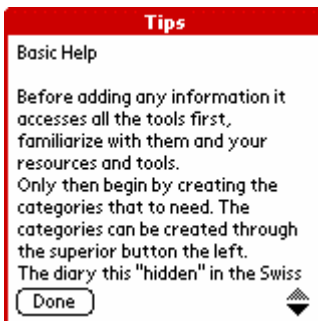 Tips
Basic Help
Before adding any information it
accesses all the tools first,
familiarize with them and your
resources and tools.
Only then begin by creating the
categories that to need. The
categories can be created through
the superior button the left.
The diary this "hidden" in the Swiss
Done